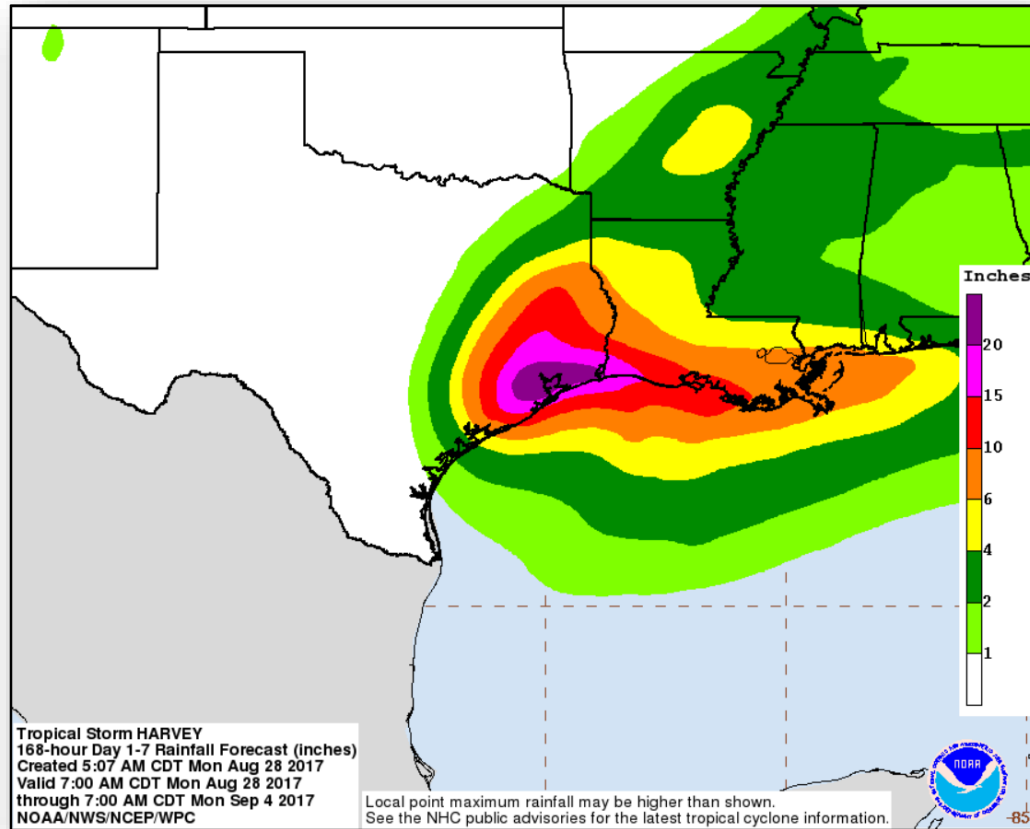 Inches
20
15
10
6
4
2
1
Tropical Storm HARVEY
168-hour Day 1-7 Rainfall Forecast (inches)
Created 5:07 AM CDT Mon Aug 28 2017
Valid 7:00 AM CDT Mon Aug 28 2017
through 7:00 AM CDT Mon Sep 4 2017
NOAA/NWS/NCEP/WPC
Local point maximum rainfall may be higher than shown.
See the NHC public advisories for the latest tropical cyclone information.
NOAA
-85